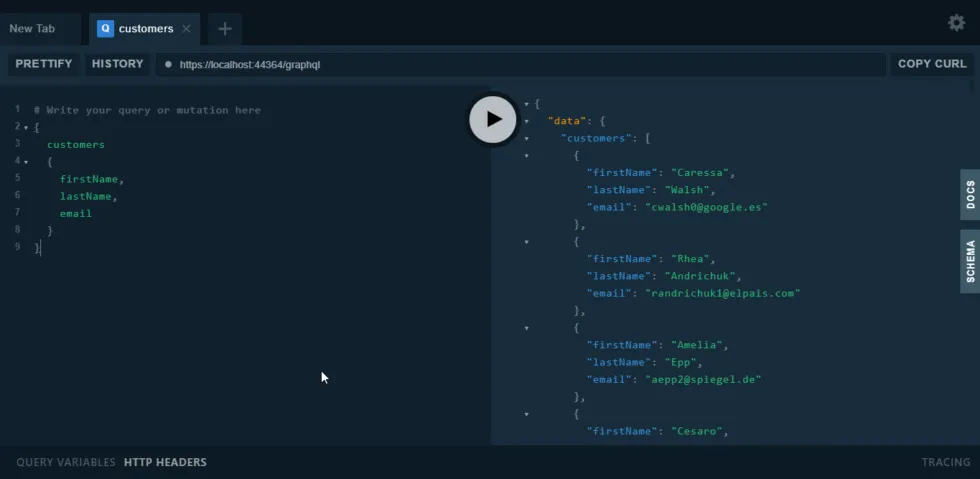 New Tab
Q customers
PRETTIFY HISTORY https://localhost:44364/graphql COPY CURL
1 # Write your query or mutation here
2 {
3 customers
4 {
5 firstName,
6 lastName,
7 email
8 }
9 }
{
"data": {
"customers": [
{
"firstName": "Caressa",
"lastName": "Walsh",
"email": "cwalsh0@google.es"
},
{
"firstName": "Rhea",
"lastName": "Andrichuk",
"email": "randrichuk1@elpais.com"
},
{
"firstName": "Amelia",
"lastName": "Epp",
"email": "aepp2@spiegel.de"
},
{
"firstName": "Cesaro",
DOCS
SCHEMA
QUERY VARIABLES HTTP HEADERS TRACING